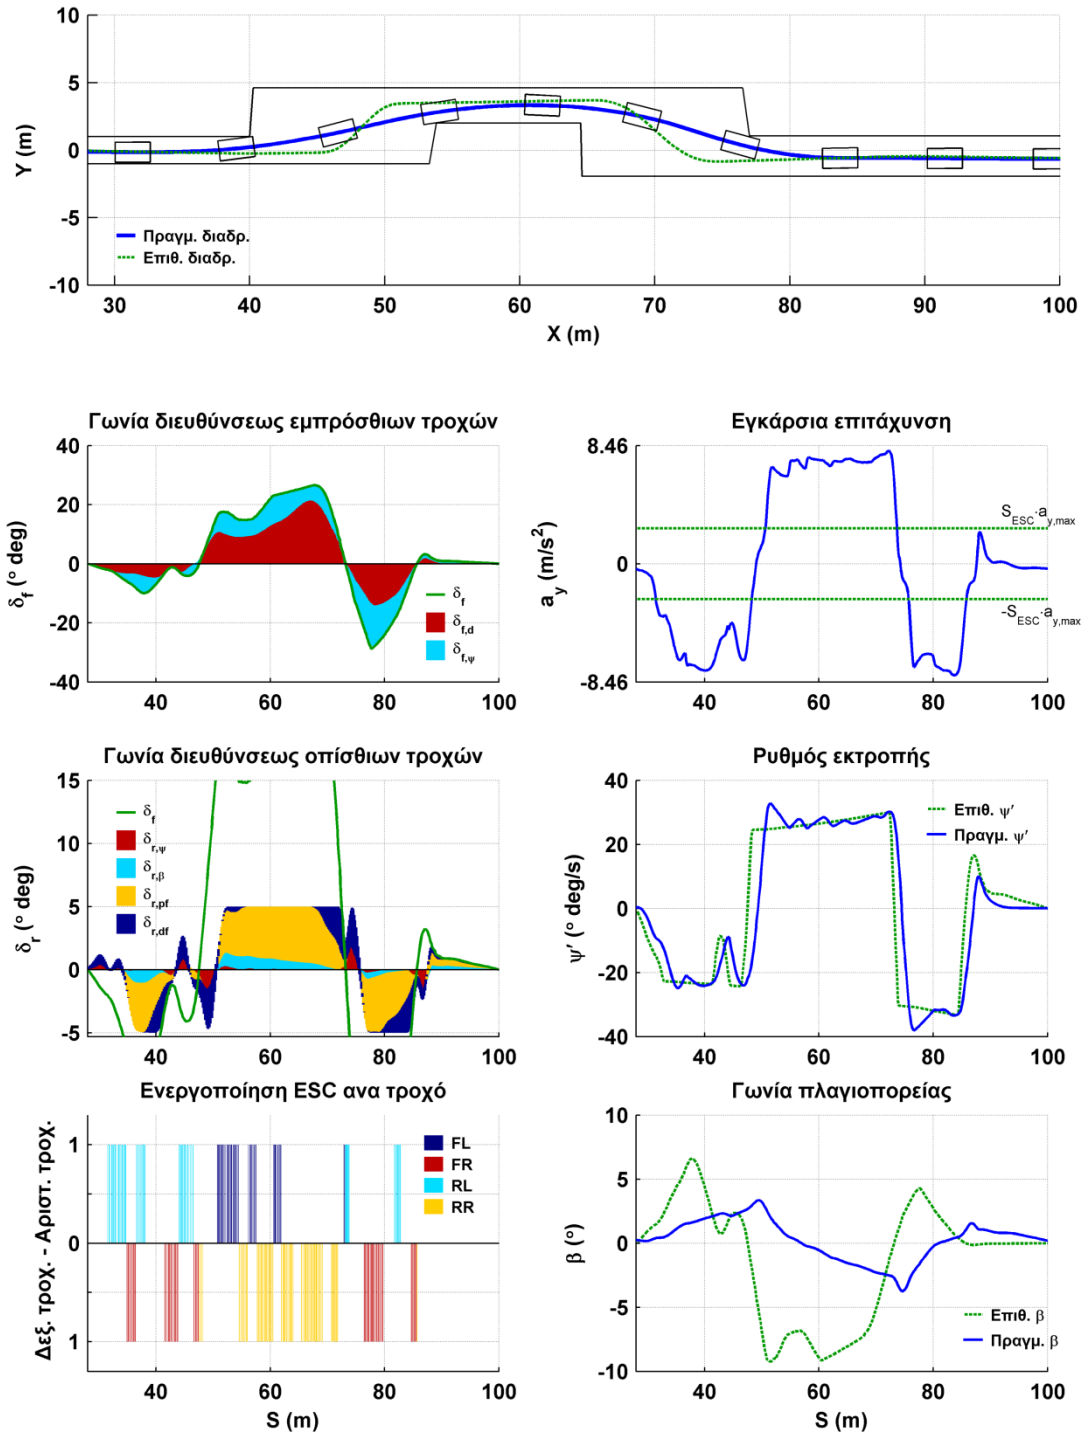 10
5
0
-5
-10
Y (m)
Πραγμ. διαδρ.
Επιθ. διαδρ.
30 40 50 60 70 80 90 100
X (m)
Γωνία διευθύνσεως εμπρόσθιων τροχών
40
20
0
-20
-40
δf (° deg)
δf
δf,d
δf,ψ
40 60 80 100
Εγκάρσια επιτάχυνση
8.46
0
-8.46
ay (m/s²)
SESC·ay,max
-SESC·ay,max
40 60 80 100
Γωνία διευθύνσεως οπίσθιων τροχών
15
10
5
0
-5
δr (° deg)
δf
δr,ψ
δr,β
δr,pf
δr,df
40 60 80 100
Ρυθμός εκτροπής
40
20
0
-20
-40
ψ' (° deg/s)
Επιθ. ψ'
Πραγμ. ψ'
40 60 80 100
Ενεργοποίηση ESC ανα τροχό
1
0
1
Δεξ. τροχ. - Αριστ. τροχ.
FL
FR
RL
RR
40 60 80 100
S (m)
Γωνία πλαγιοπορείας
10
5
0
-5
-10
β (°)
Επιθ. β
Πραγμ. β
40 60 80 100
S (m)